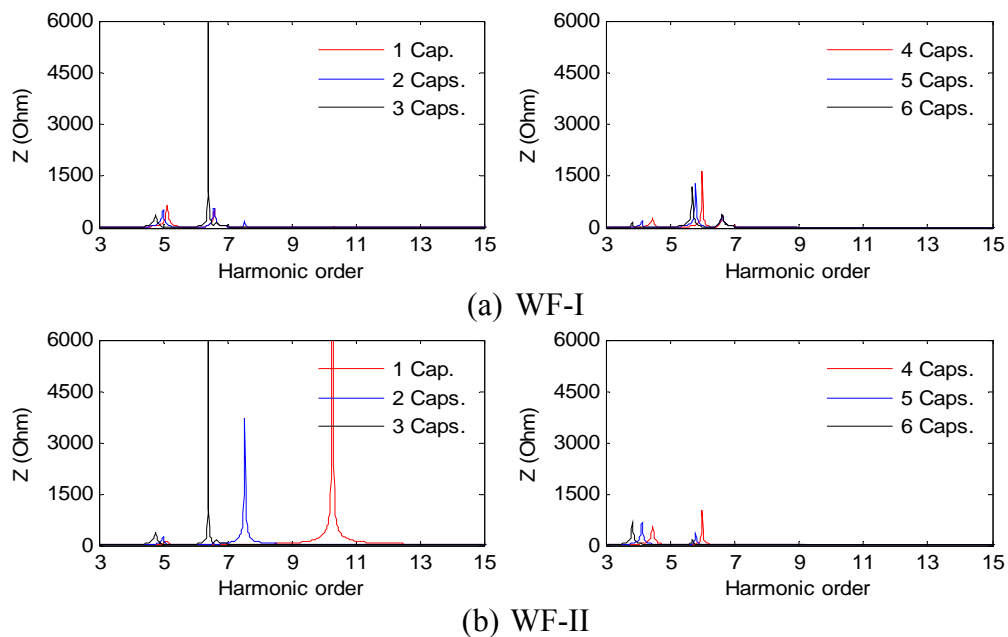 6000
4500
3000
1500
0
Z (Ohm)
1 Cap.
2 Caps.
3 Caps.
3 5 7 9 11 13 15
Harmonic order
6000
4500
3000
1500
0
Z (Ohm)
4 Caps.
5 Caps.
6 Caps.
3 5 7 9 11 13 15
Harmonic order
(a) WF-I
6000
4500
3000
1500
0
Z (Ohm)
1 Cap.
2 Caps.
3 Caps.
3 5 7 9 11 13 15
Harmonic order
6000
4500
3000
1500
0
Z (Ohm)
4 Caps.
5 Caps.
6 Caps.
3 5 7 9 11 13 15
Harmonic order
(b) WF-II